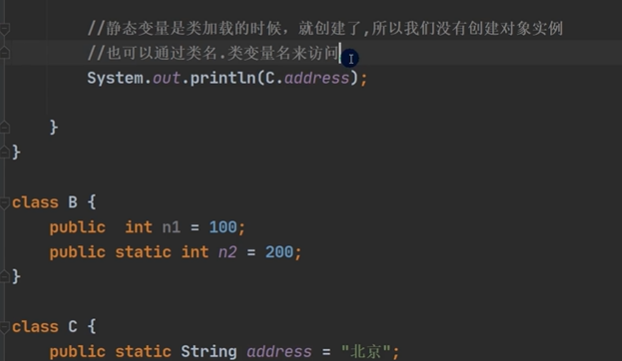 //静态变量是类加载的时候，就创建了,所以我们没有创建对象实例
//也可以通过类名.类变量名来访问
System.out.println(C.address);
}
}
class B {
public  int n1 = 100;
public static int n2 = 200;
}
class C {
public static String address = "北京";